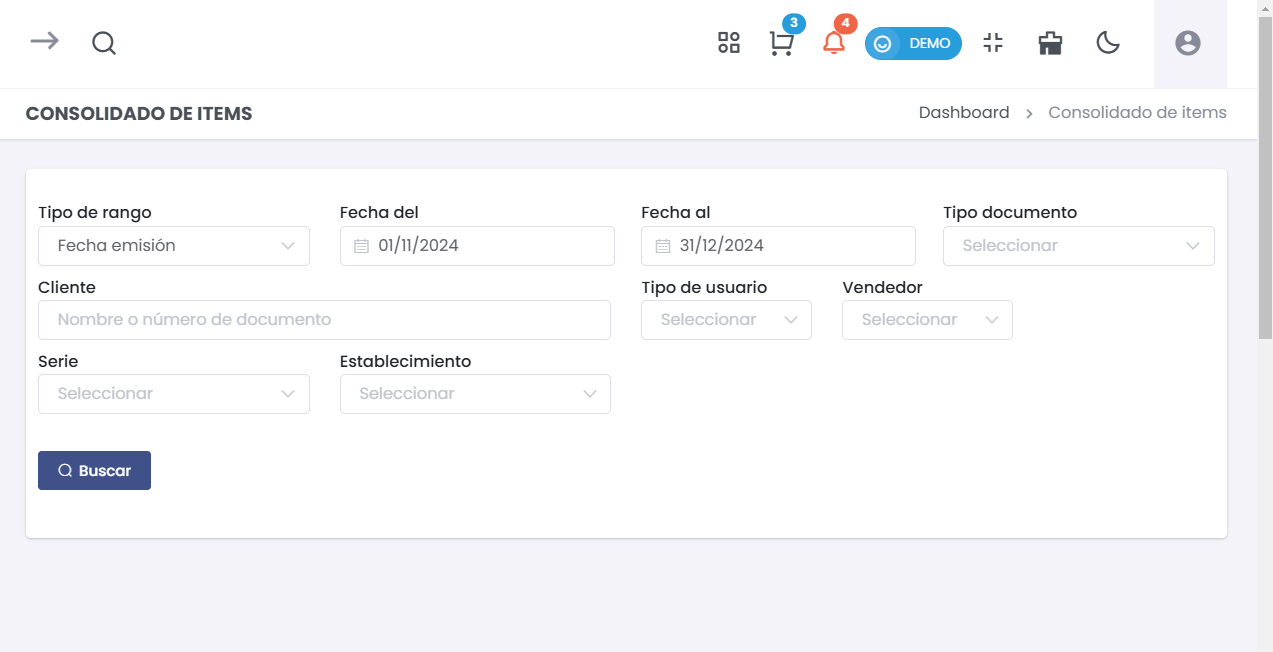 3
4
DEMO
CONSOLIDADO DE ITEMS
Dashboard > Consolidado de items
Tipo de rango Fecha del Fecha al Tipo documento
Fecha emisión 01/11/2024 31/12/2024 Seleccionar
Cliente Tipo de usuario Vendedor
Nombre o número de documento Seleccionar Seleccionar
Serie Establecimiento
Seleccionar Seleccionar
Buscar